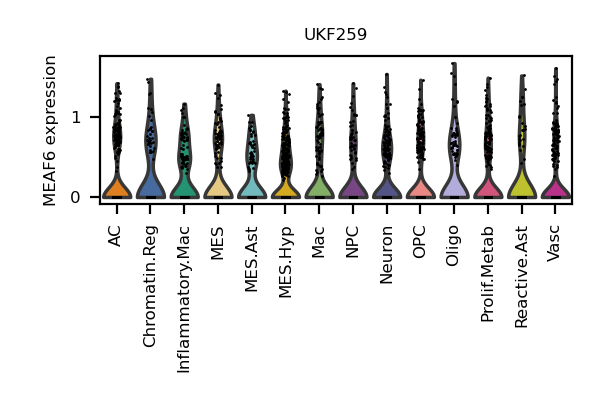 UKF259
MEAF6 expression
1
0
AC
Chromatin.Reg
Inflammatory.Mac
MES
MES.Ast
MES.Hyp
Mac
NPC
Neuron
OPC
Oligo
Prolif.Metab
Reactive.Ast
Vasc